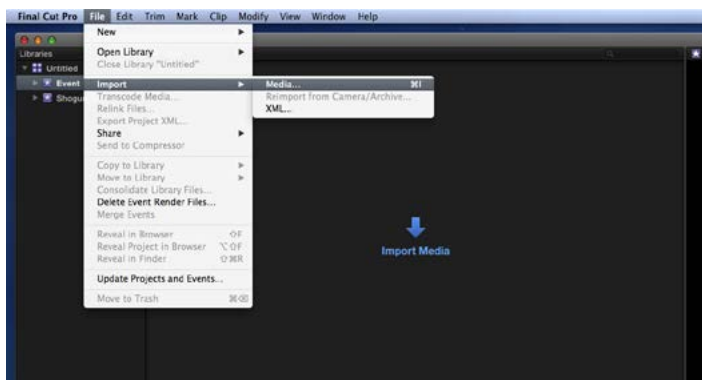 Final Cut Pro File Edit Trim Mark Clip Modify View Window Help
New
Libraries
Open Library
Untitled
Close Library "Untitled"
Event
Import
Media... ⌘I
Shogu
Transcode Media...
Reimport from Camera/Archive...
Relink Files...
XML...
Export Project XML...
Share
Send to Compressor
Copy to Library
Move to Library
Consolidate Library Files...
Delete Event Render Files...
Merge Events
Reveal in Browser ⇧F
Reveal Project in Browser ⌥⇧F
Reveal in Finder ⇧⌘R
Import Media
Update Projects and Events...
Move to Trash ⌘⌫